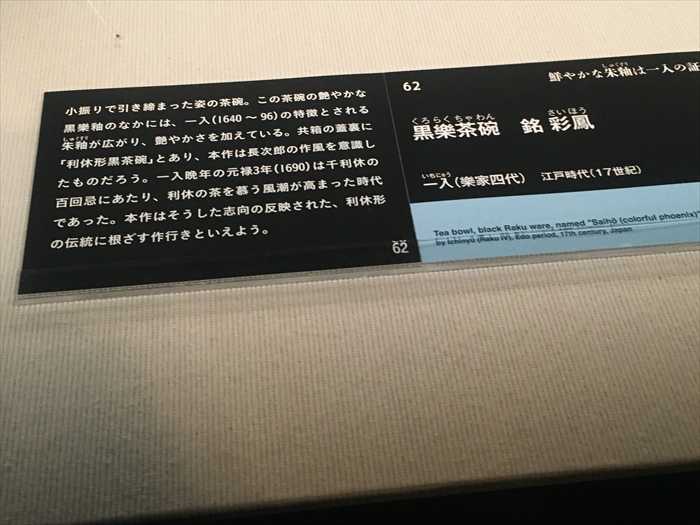 小振りで引き締まった姿の茶碗。この茶碗の艶やかな
黒樂釉のなかには、一入(1640～96)の特徴とされる
しゅぐすり
朱釉が広がり、艶やかさを加えている。共箱の蓋裏に
「利休形黒茶碗」とあり、本作は長次郎の作風を意識し
たものだろう。一入晩年の元禄3年(1690)は千利休の
百回忌にあたり、利休の茶を慕う風潮が高まった時代
であった。本作はそうした志向の反映された、利休形
の伝統に根ざす作行きといえよう。
62
62
しゅぐすり
鮮やかな朱釉は一入の証
くろらくちゃわん さいほう
黒樂茶碗 銘 彩鳳
いちにゅう
一入(樂家四代) 江戸時代(17世紀)
Tea bowl, black Raku ware, named "Saihō (colorful phoenix)"
by Ichinyū (Raku IV), Edo period, 17th century, Japan